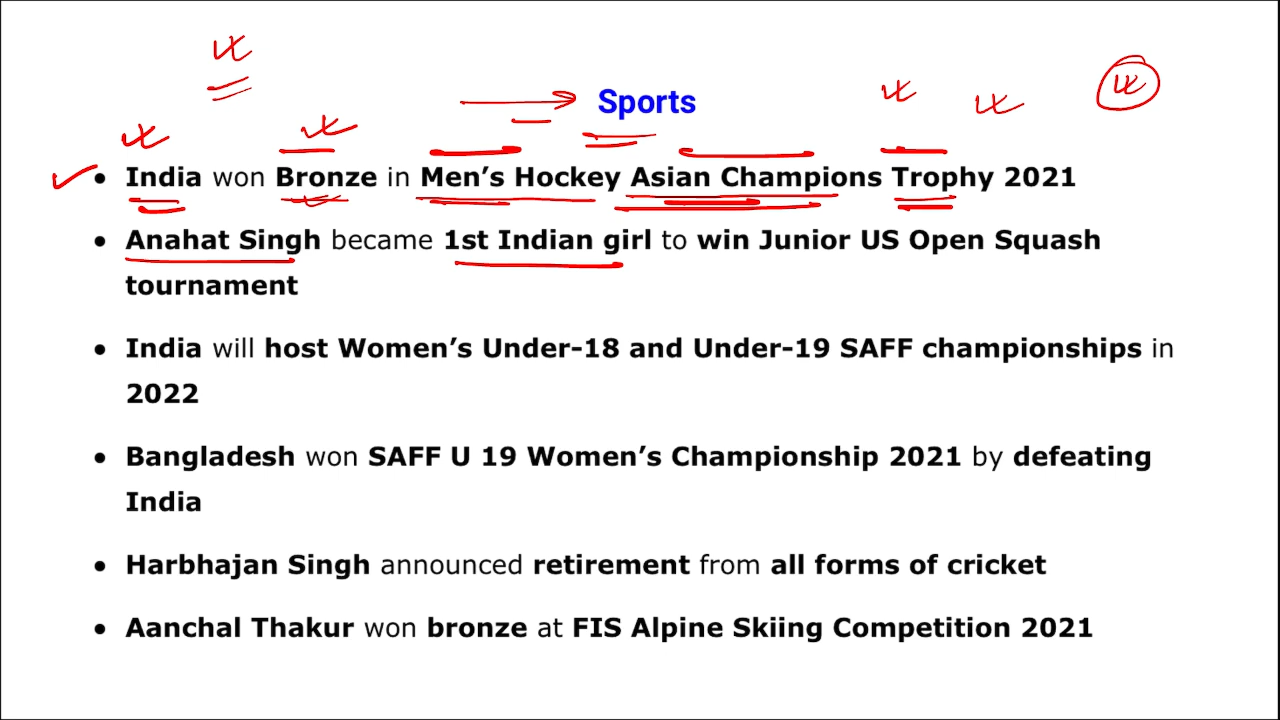 Sports
• India won Bronze in Men’s Hockey Asian Champions Trophy 2021
• Anahat Singh became 1st Indian girl to win Junior US Open Squash
tournament
• India will host Women’s Under-18 and Under-19 SAFF championships in
2022
• Bangladesh won SAFF U 19 Women’s Championship 2021 by defeating
India
• Harbhajan Singh announced retirement from all forms of cricket
• Aanchal Thakur won bronze at FIS Alpine Skiing Competition 2021